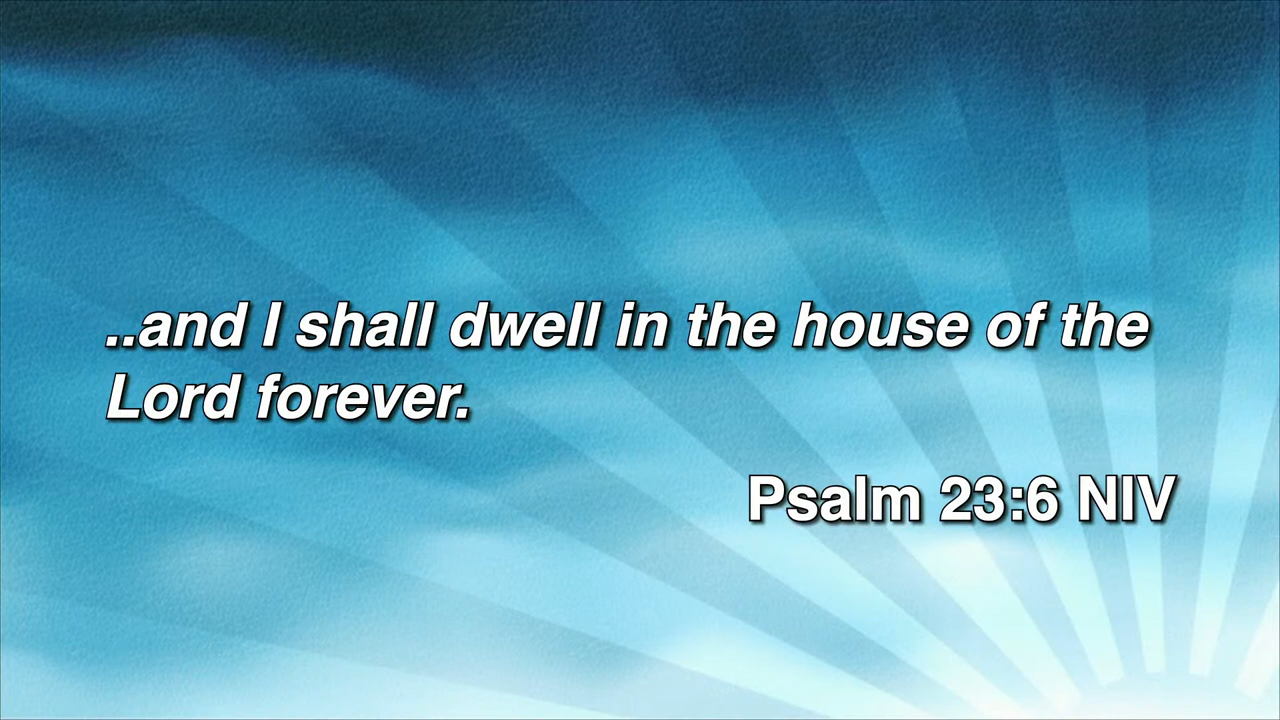 ..and I shall dwell in the house of the
Lord forever.
Psalm 23:6 NIV